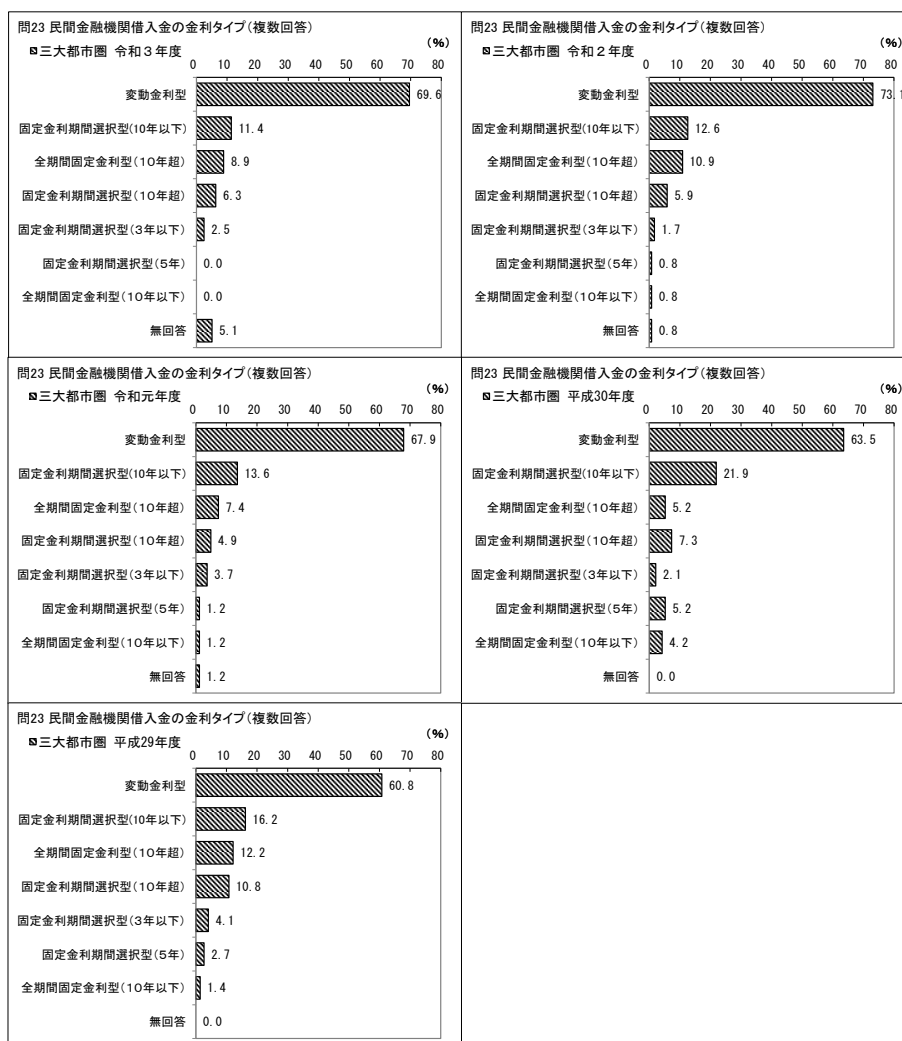 問23 民間金融機関借入金の金利タイプ(複数回答)
(%)
三大都市圏 令和3年度
0 10 20 30 40 50 60 70 80
変動金利型 69.6
固定金利期間選択型(10年以下) 11.4
全期間固定金利型(10年超) 8.9
固定金利期間選択型(10年超) 6.3
固定金利期間選択型(3年以下) 2.5
固定金利期間選択型(5年) 0.0
全期間固定金利型(10年以下) 0.0
無回答 5.1
問23 民間金融機関借入金の金利タイプ(複数回答)
(%)
三大都市圏 令和2年度
0 10 20 30 40 50 60 70 80
変動金利型 73.1
固定金利期間選択型(10年以下) 12.6
全期間固定金利型(10年超) 10.9
固定金利期間選択型(10年超) 5.9
固定金利期間選択型(3年以下) 1.7
固定金利期間選択型(5年) 0.8
全期間固定金利型(10年以下) 0.8
無回答 0.8
問23 民間金融機関借入金の金利タイプ(複数回答)
(%)
三大都市圏 令和元年度
0 10 20 30 40 50 60 70 80
変動金利型 67.9
固定金利期間選択型(10年以下) 13.6
全期間固定金利型(10年超) 7.4
固定金利期間選択型(10年超) 4.9
固定金利期間選択型(3年以下) 3.7
固定金利期間選択型(5年) 1.2
全期間固定金利型(10年以下) 1.2
無回答 1.2
問23 民間金融機関借入金の金利タイプ(複数回答)
(%)
三大都市圏 平成30年度
0 10 20 30 40 50 60 70 80
変動金利型 63.5
固定金利期間選択型(10年以下) 21.9
全期間固定金利型(10年超) 5.2
固定金利期間選択型(10年超) 7.3
固定金利期間選択型(3年以下) 2.1
固定金利期間選択型(5年) 5.2
全期間固定金利型(10年以下) 4.2
無回答 0.0
問23 民間金融機関借入金の金利タイプ(複数回答)
(%)
三大都市圏 平成29年度
0 10 20 30 40 50 60 70 80
変動金利型 60.8
固定金利期間選択型(10年以下) 16.2
全期間固定金利型(10年超) 12.2
固定金利期間選択型(10年超) 10.8
固定金利期間選択型(3年以下) 4.1
固定金利期間選択型(5年) 2.7
全期間固定金利型(10年以下) 1.4
無回答 0.0